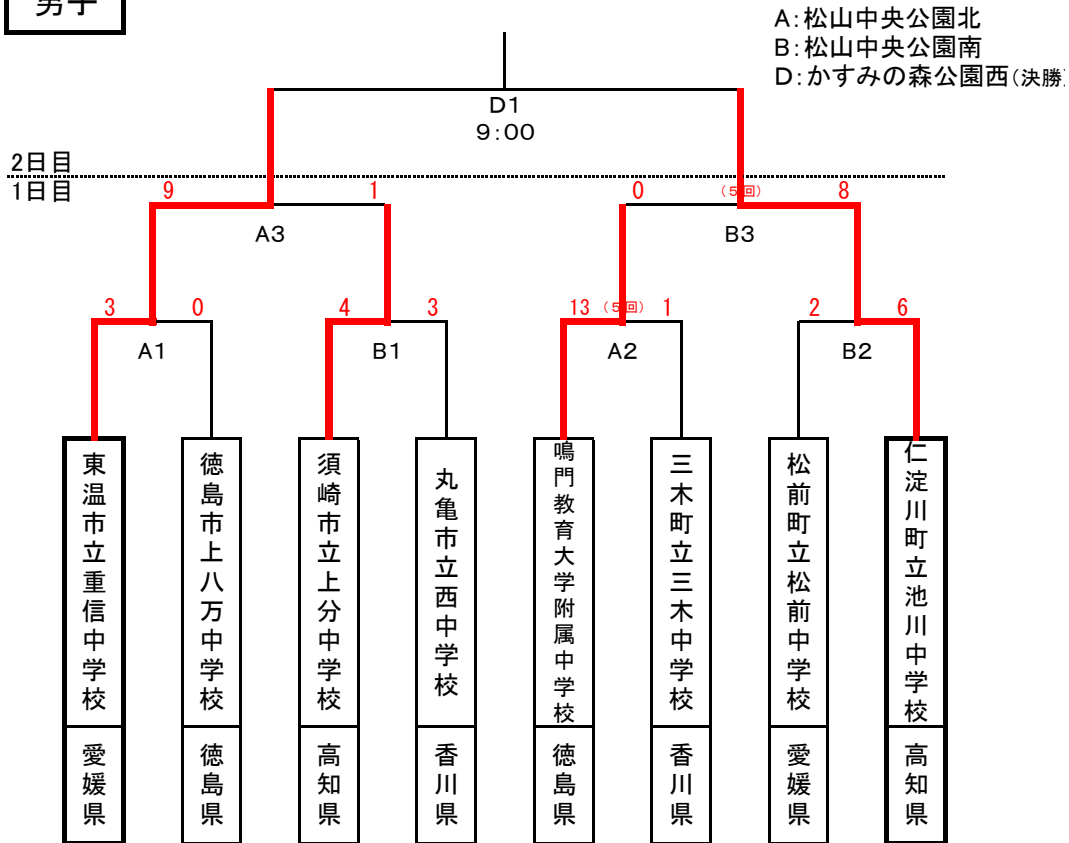 男子
A:松山中央公園北
B:松山中央公園南
D:かすみの森公園西(決勝)
D1
9:00
2日目
1日目
9
1
0
(5回)
8
A3
B3
3
0
4
3
13
(5回)
1
2
6
A1
B1
A2
B2
東温市立重信中学校
徳島市上八万中学校
須崎市立上分中学校
丸亀市立西中学校
鳴門教育大学附属中学校
三木町立三木中学校
松前町立松前中学校
仁淀川町立池川中学校
愛媛県
徳島県
高知県
香川県
徳島県
香川県
愛媛県
高知県